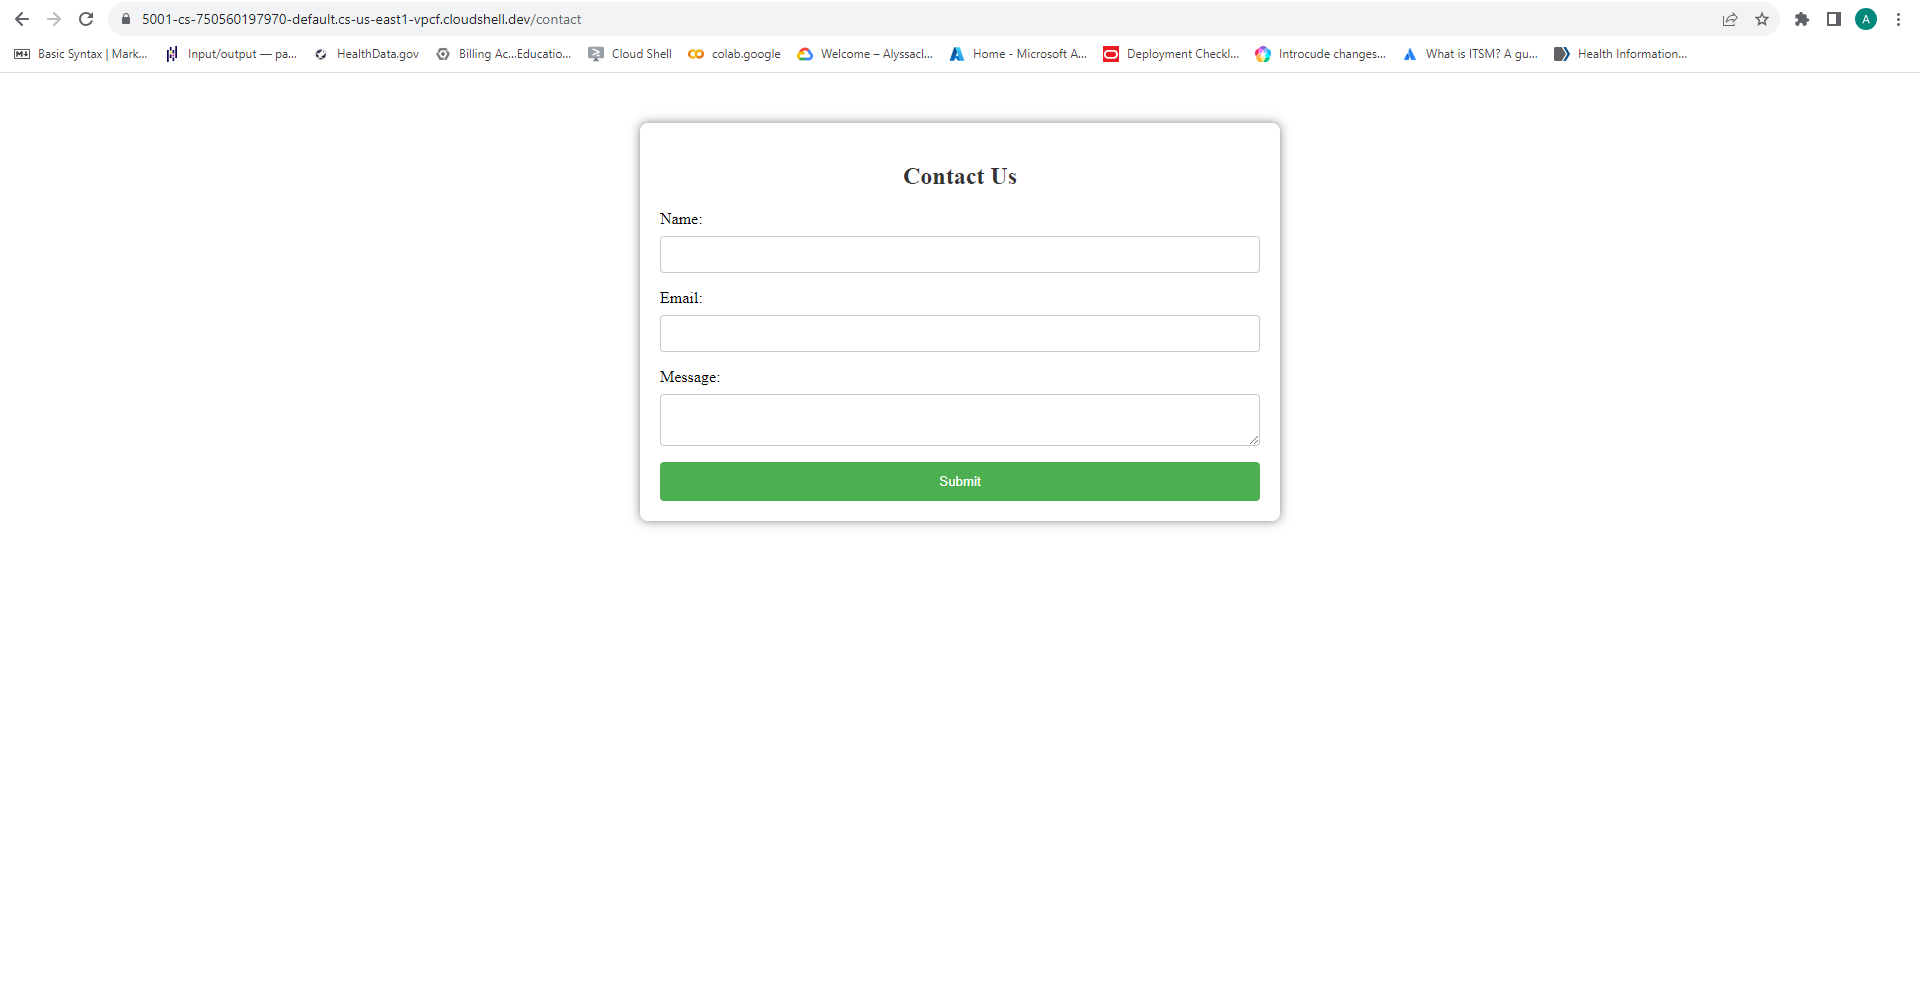 5001-cs-750560197970-default.cs-us-east1-vpcf.cloudshell.dev/contact
A
M↓ Basic Syntax | Mark... Input/output — pa... HealthData.gov Billing Ac...Educatio... Cloud Shell colab.google Welcome – Alyssacl... Home - Microsoft A... Deployment Checkl... Introcude changes... What is ITSM? A gu... Health Information...
Contact Us
Name:
Email:
Message:
Submit